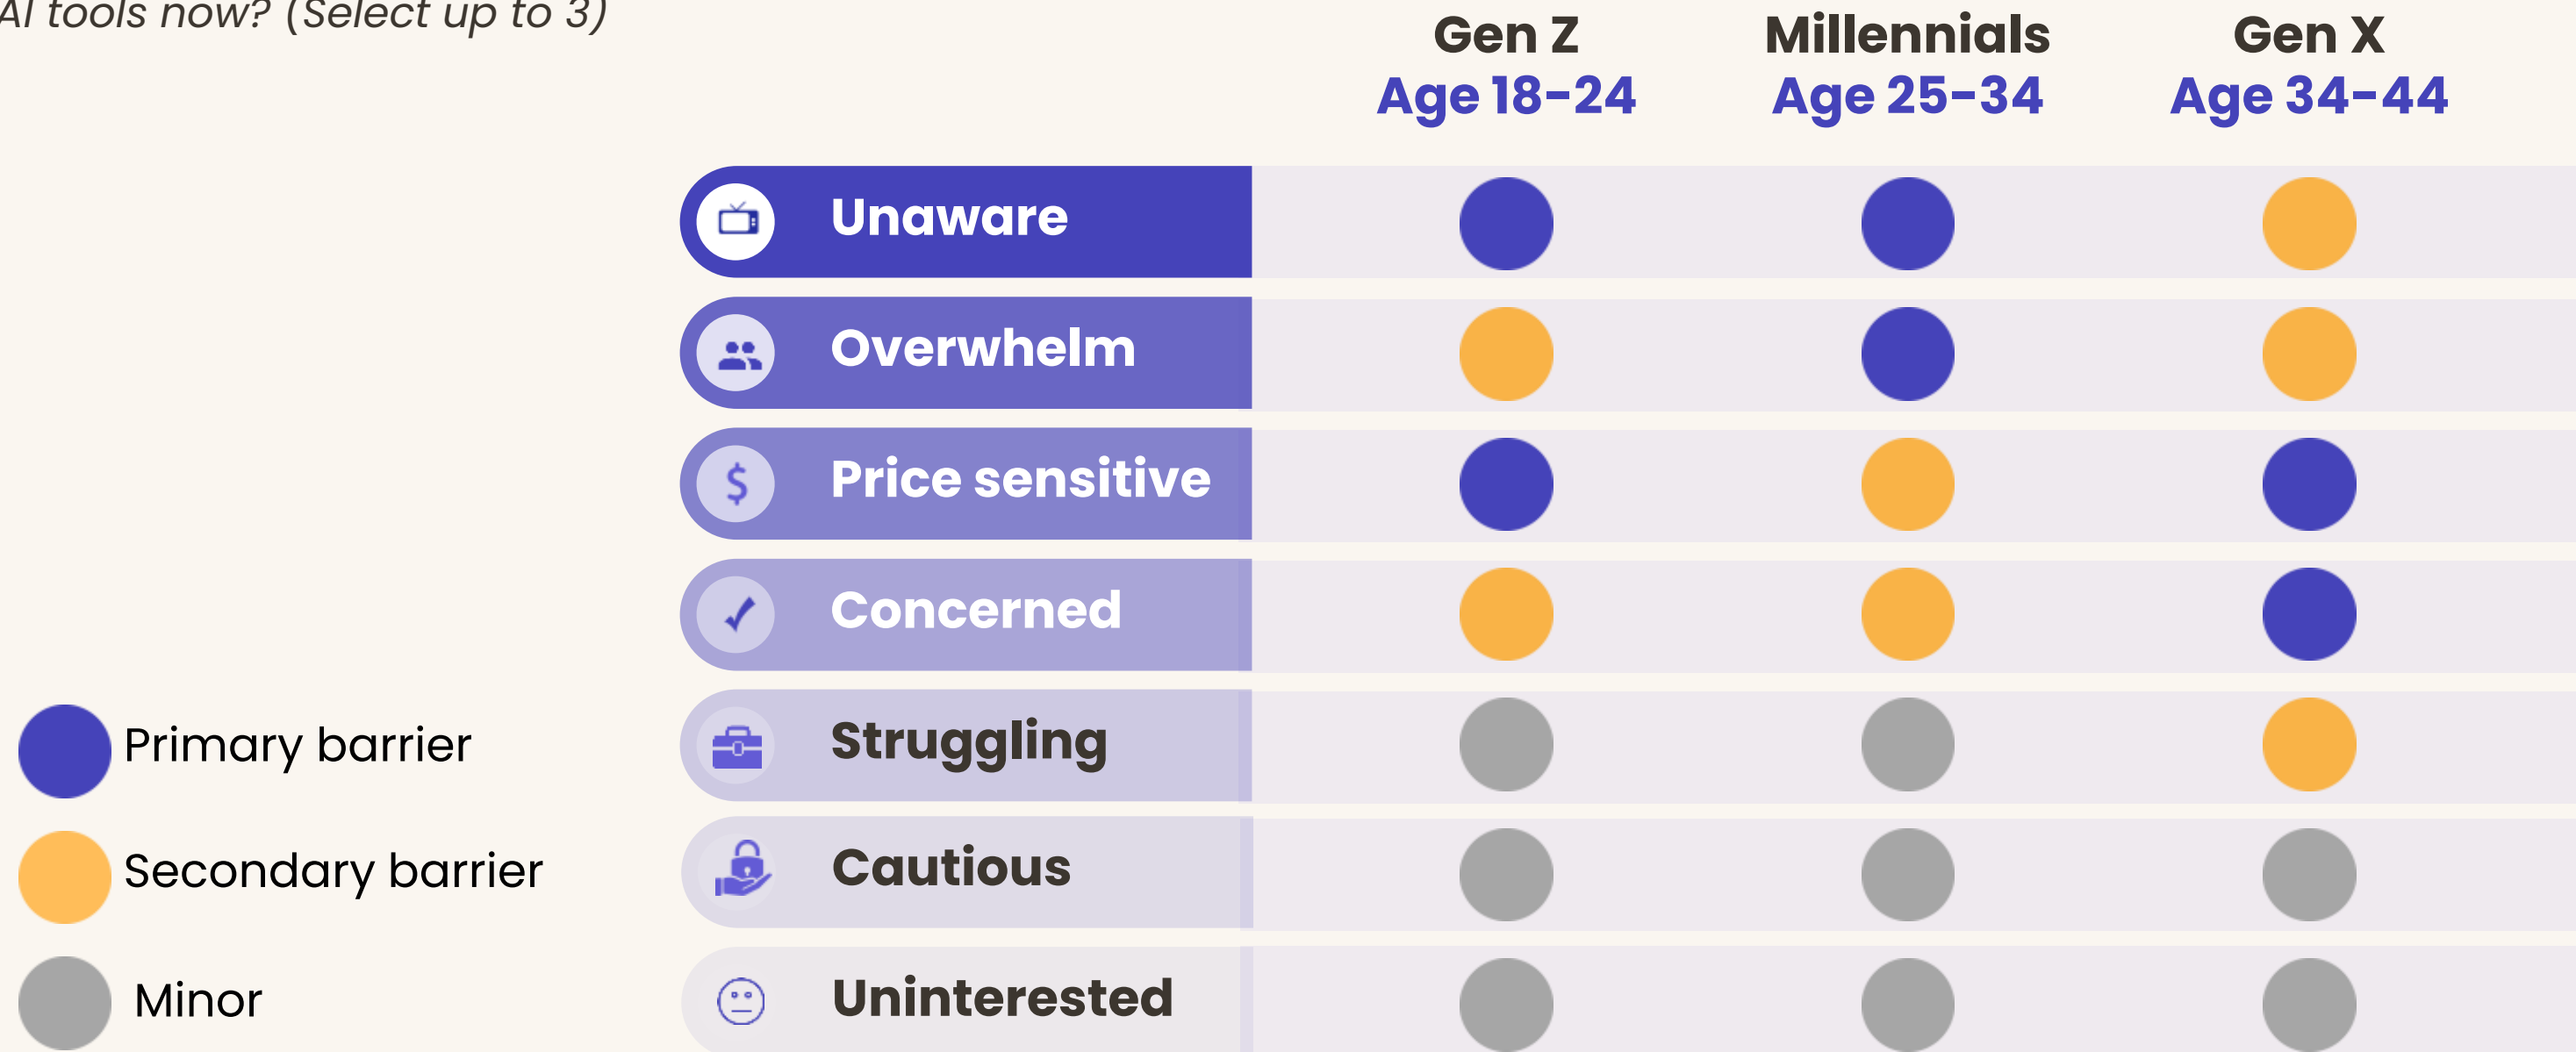 AI tools now? (Select up to 3)
Gen Z Millennials Gen X
Age 18-24 Age 25-34 Age 34-44
Unaware
Overwhelm
Price sensitive
$
Concerned
Struggling
Cautious
Uninterested
Primary barrier
Secondary barrier
Minor